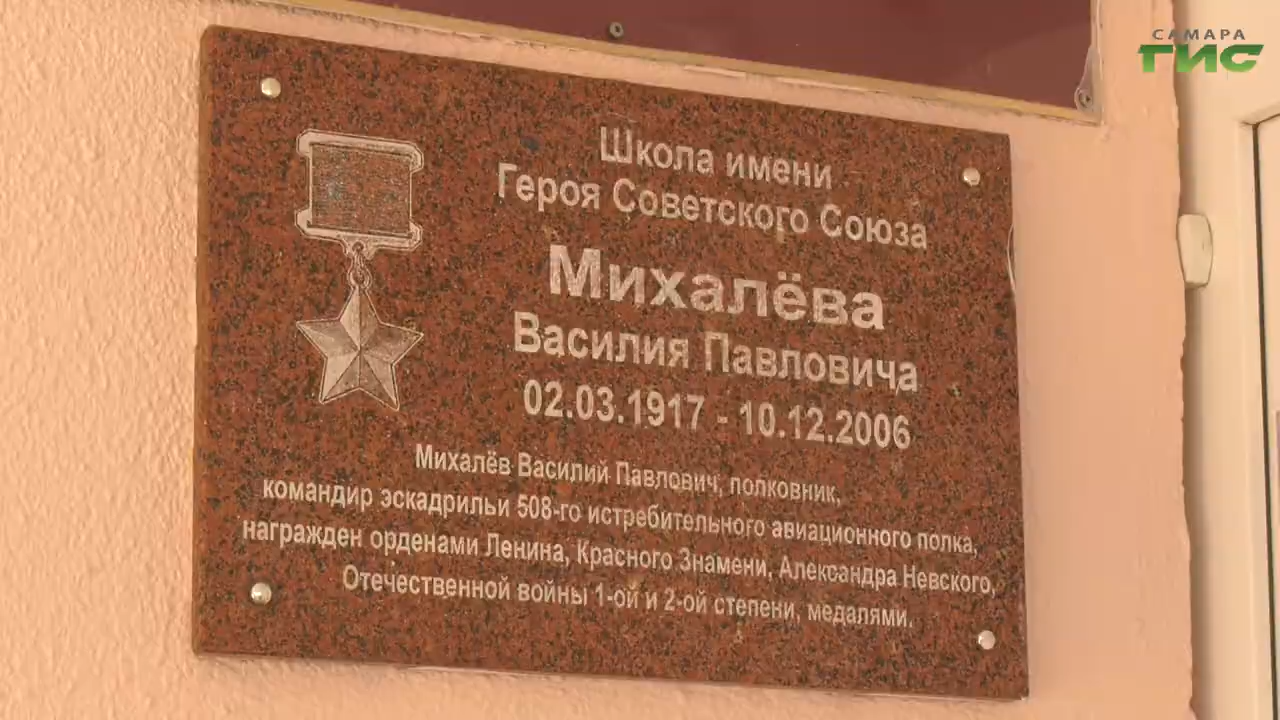 САМАРА
ТИС
Школа имени
Героя Советского Союза
Михалёва
Василия Павловича
02.03.1917 - 10.12.2006
Михалёв Василий Павлович, полковник,
командир эскадрильи 508-го истребительного авиационного полка,
награжден орденами Ленина, Красного Знамени, Александра Невского,
Отечественной войны 1-ой и 2-ой степени, медалями.